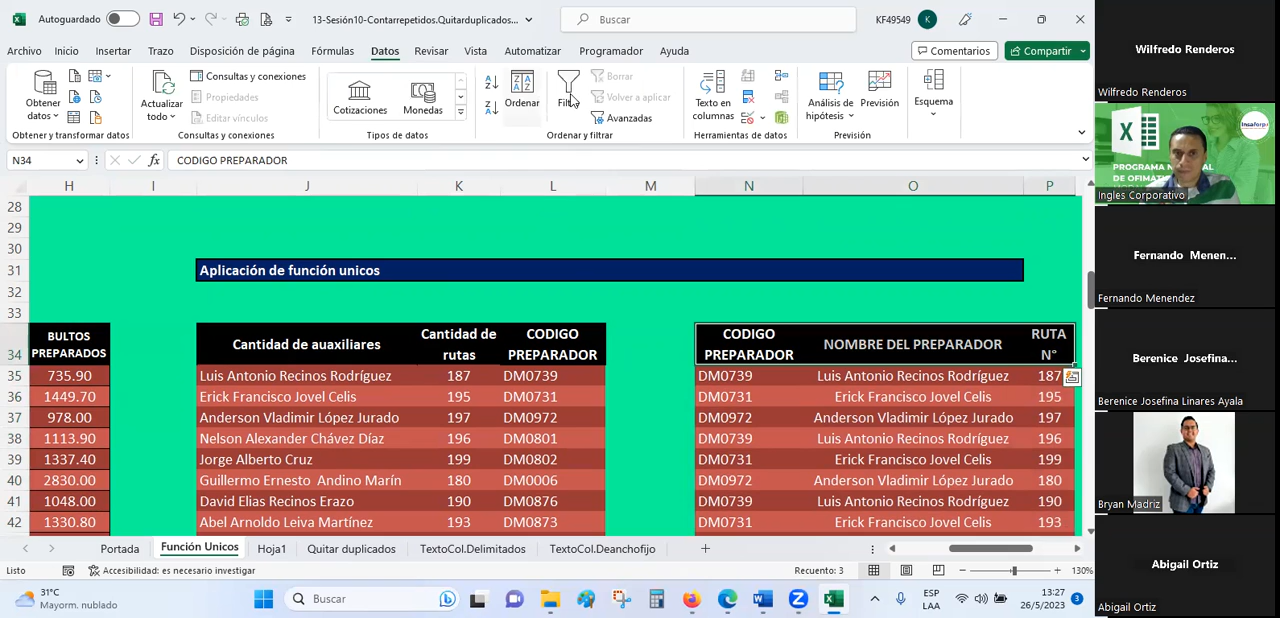 Autoguardado
13-Sesión10-Contarrepetidos.Quitarduplicados...
Buscar
KF49549
K
Archivo Inicio Insertar Trazo Disposición de página Fórmulas Datos Revisar Vista Automatizar Programador Ayuda
Comentarios
Compartir
Obtener datos
Actualizar todo
Consultas y conexiones
Propiedades
Editar vínculos
Cotizaciones
Monedas
Ordenar
Filtro
Borrar
Volver a aplicar
Avanzadas
Texto en columnas
Análisis de hipótesis
Previsión
Esquema
Obtener y transformar datos
Consultas y conexiones
Tipos de datos
Ordenar y filtrar
Herramientas de datos
Previsión
N34
fx
CODIGO PREPARADOR
H I J K L M N O P
28
29
30
31 Aplicación de función unicos
32
33
34 BULTOS PREPARADOS Cantidad de auaxiliares Cantidad de rutas CODIGO PREPARADOR CODIGO PREPARADOR NOMBRE DEL PREPARADOR RUTA N°
35 735.90 Luis Antonio Recinos Rodríguez 187 DM0739 DM0739 Luis Antonio Recinos Rodríguez 187
36 1449.70 Erick Francisco Jovel Celis 195 DM0731 DM0731 Erick Francisco Jovel Celis 195
37 978.00 Anderson Vladimir López Jurado 197 DM0972 DM0972 Anderson Vladimir López Jurado 197
38 1113.90 Nelson Alexander Chávez Díaz 196 DM0801 DM0739 Luis Antonio Recinos Rodríguez 196
39 1337.40 Jorge Alberto Cruz 199 DM0802 DM0731 Erick Francisco Jovel Celis 199
40 2830.00 Guillermo Ernesto Andino Marín 180 DM0006 DM0972 Anderson Vladimir López Jurado 180
41 1048.00 David Elias Recinos Erazo 190 DM0876 DM0739 Luis Antonio Recinos Rodríguez 190
42 1330.80 Abel Arnoldo Leiva Martínez 193 DM0873 DM0731 Erick Francisco Jovel Celis 193
Portada Función Unicos Hoja1 Quitar duplicados TextoCol.Delimitados TextoCol.Deanchofijo
Listo
Accesibilidad: es necesario investigar
Recuento: 3
130%
31°C
Mayorm. nublado
Buscar
ESP
LAA
13:27
26/5/2023
3
Wilfredo Renderos
Wilfredo Renderos
Insaforp
PROGRAMA
DE OFIMATI
Ingles Corporativo
Fernando Menen...
Fernando Menendez
Berenice Josefina...
Berenice Josefina Linares Ayala
Bryan Madriz
Abigail Ortiz
Abigail Ortiz